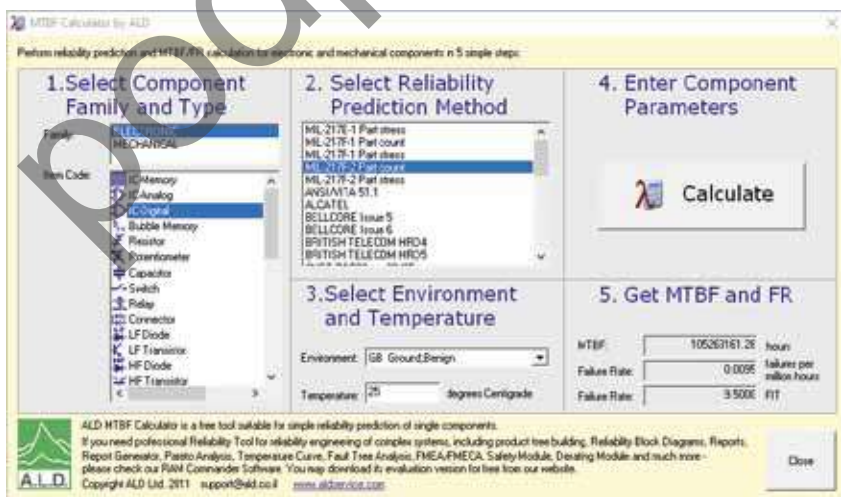 MTBF Calculator by ALD
Perform reliability prediction and MTBF/FR calculation for electronic and mechanical components in 5 simple steps:
1.Select Component
Family and Type
Family:
ELECTRONIC
MECHANICAL
Item Code:
IC-Memory
IC-Analog
IC-Digital
Bubble Memory
Resistor
Potentiometer
Capacitor
Switch
Relay
Connector
LF Diode
LF Transistor
HF Diode
HF Transistor
2. Select Reliability
Prediction Method
MIL-217E-1 Part stress
MIL-217F-1 Part count
MIL-217F-1 Part stress
MIL-217F-2 Part count
MIL-217F-2 Part stress
ANSI/VITA 51.1
ALCATEL
BELLCORE Issue 5
BELLCORE Issue 6
BRITISH TELECOM HRD4
BRITISH TELECOM HRD5
3.Select Environment
and Temperature
Environment: GB Ground,Benign
Temperature: 25 degrees Centigrade
4. Enter Component
Parameters
Calculate
5. Get MTBF and FR
MTBF: 105263161.26 hours
Failure Rate: 0.0095 failures per million hours
Failure Rate: 9.5000 FIT
ALD MTBF Calculator is a free tool suitable for simple reliability prediction of single components.
If you need professional Reliability Tool for reliability engineering of complex systems, including product tree building, Reliability Block Diagrams, Reports,
Report Generator, Pareto Analysis, Temperature Curve, Fault Tree Analysis, FMEA/FMECA, Safety Module, Derating Module and much more -
please check our RAM Commander Software. You may download its evaluation version for free from our website.
A.L.D. Copyright ALD Ltd. 2011 support@ald.co.il www.aldservice.com
Close